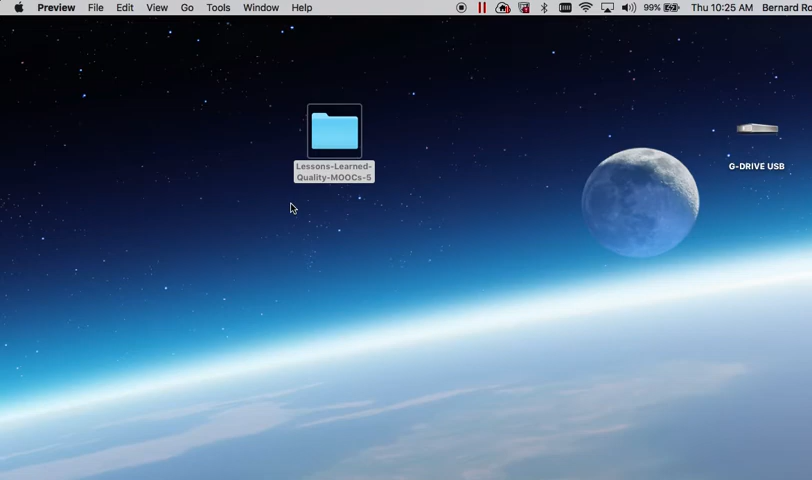 Preview File Edit View Go Tools Window Help 99% Thu 10:25 AM Bernard Ro
Lessons-Learned-
Quality-MOOCs-5
G-DRIVE USB